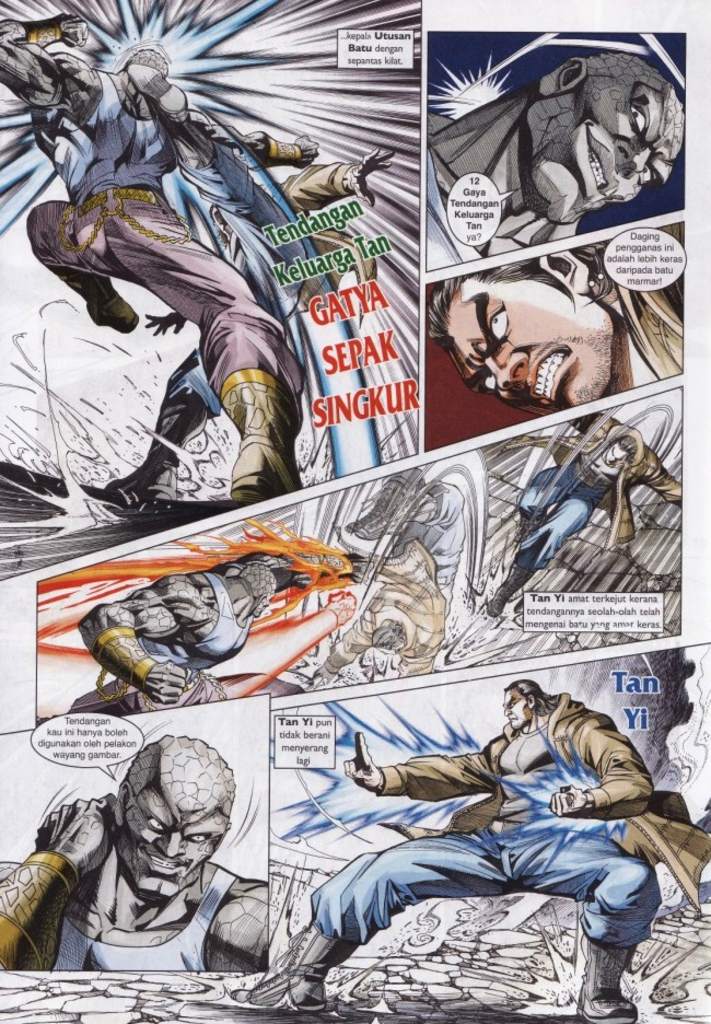 ...kepala Utusan
Batu dengan
sepantas kilat.
Tendangan
Keluarga Tan
GATYA
SEPAK
SINGKUR
12
Gaya
Tendangan
Keluarga
Tan
ya?
Daging
pengganas ini
adalah lebih keras
daripada batu
marmar!
Tan Yi amat terkejut kerana
tendangannya seolah-olah telah
mengenai batu yang amat keras.
Tendangan
kau ini hanya boleh
digunakan oleh pelakon
wayang gambar.
Tan Yi pun
tidak berani
menyerang
lagi
Tan
Yi